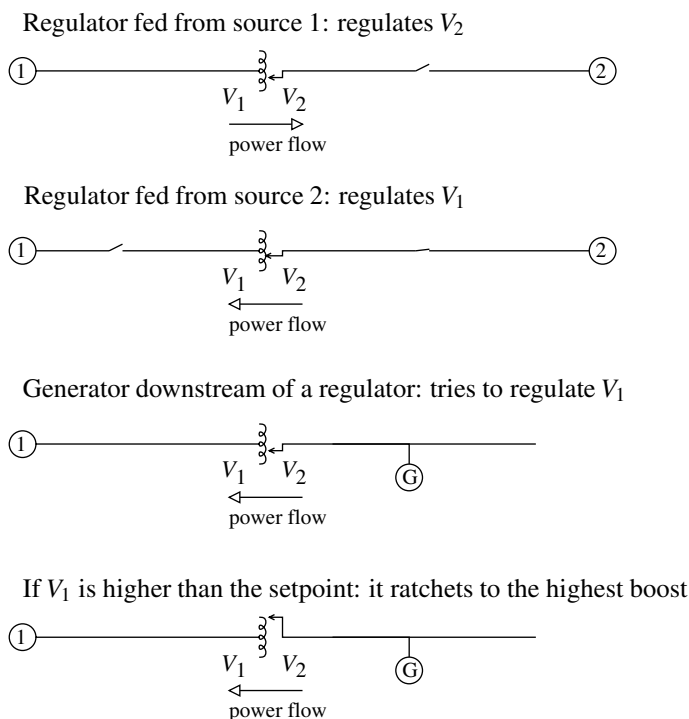 Regulator fed from source 1: regulates V2
1 2
V1 V2
power flow
Regulator fed from source 2: regulates V1
1 2
V1 V2
power flow
Generator downstream of a regulator: tries to regulate V1
1
V1 V2 G
power flow
If V1 is higher than the setpoint: it ratchets to the highest boost
1
V1 V2 G
power flow